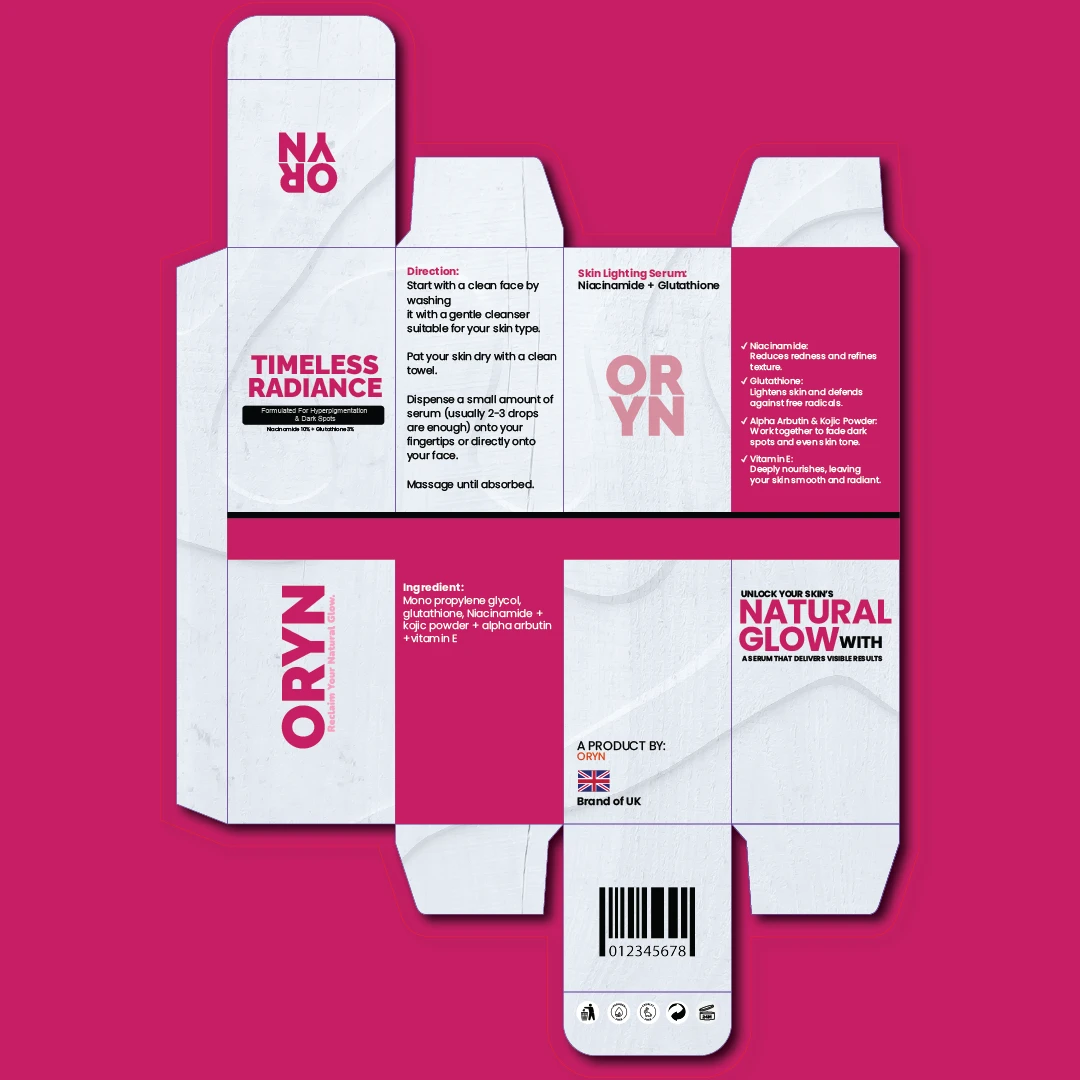 OR
YN
TIMELESS
RADIANCE
Formulated For Hyperpigmentation
& Dark Spots
Niacinamide 10% + Glutathione 3%
Direction:
Start with a clean face by
washing
it with a gentle cleanser
suitable for your skin type.
Pat your skin dry with a clean
towel.
Dispense a small amount of
serum (usually 2-3 drops
are enough) onto your
fingertips or directly onto
your face.
Massage until absorbed.
Skin Lighting Serum:
Niacinamide + Glutathione
OR
YN
✓ Niacinamide:
Reduces redness and refines
texture.
✓ Glutathione:
Lightens skin and defends
against free radicals.
✓ Alpha Arbutin & Kojic Powder:
Work together to fade dark
spots and even skin tone.
✓ Vitamin E:
Deeply nourishes, leaving
your skin smooth and radiant.
ORYN
Reclaim Your Natural Glow.
Ingredient:
Mono propylene glycol,
glutathione, Niacinamide +
kojic powder + alpha arbutin
+vitamin E
A PRODUCT BY:
ORYN
Brand of UK
UNLOCK YOUR SKIN'S
NATURAL
GLOW WITH
A SERUM THAT DELIVERS VISIBLE RESULTS
012345678
24M